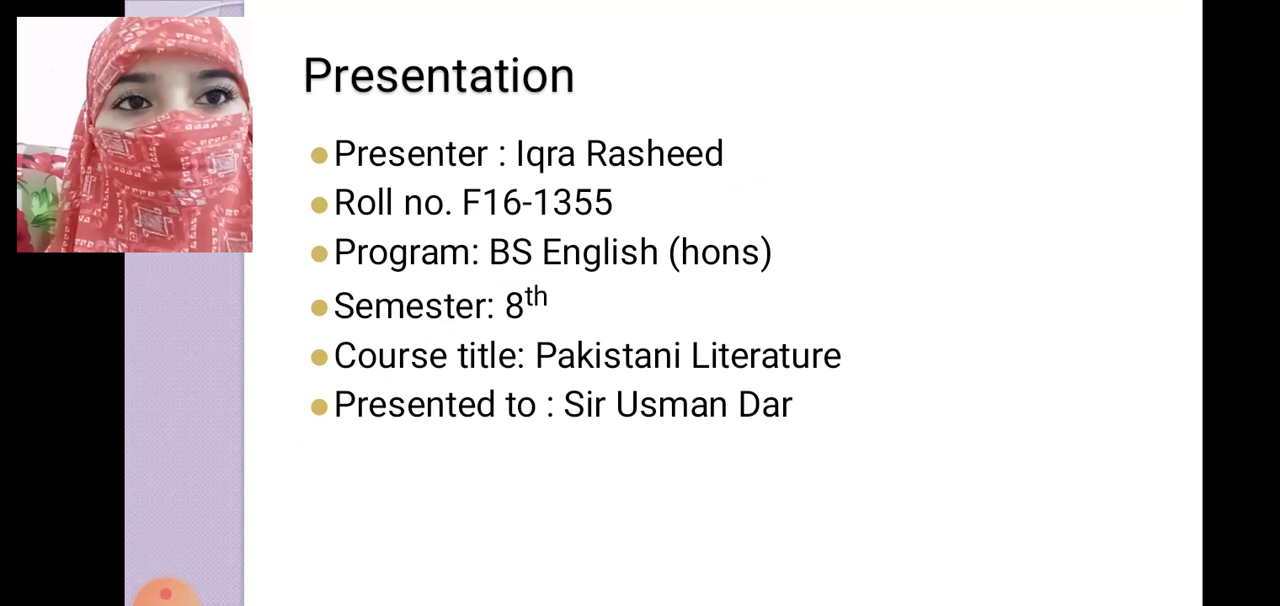 Presentation
Presenter : Iqra Rasheed
Roll no. F16-1355
Program: BS English (hons)
Semester: 8th
Course title: Pakistani Literature
Presented to : Sir Usman Dar